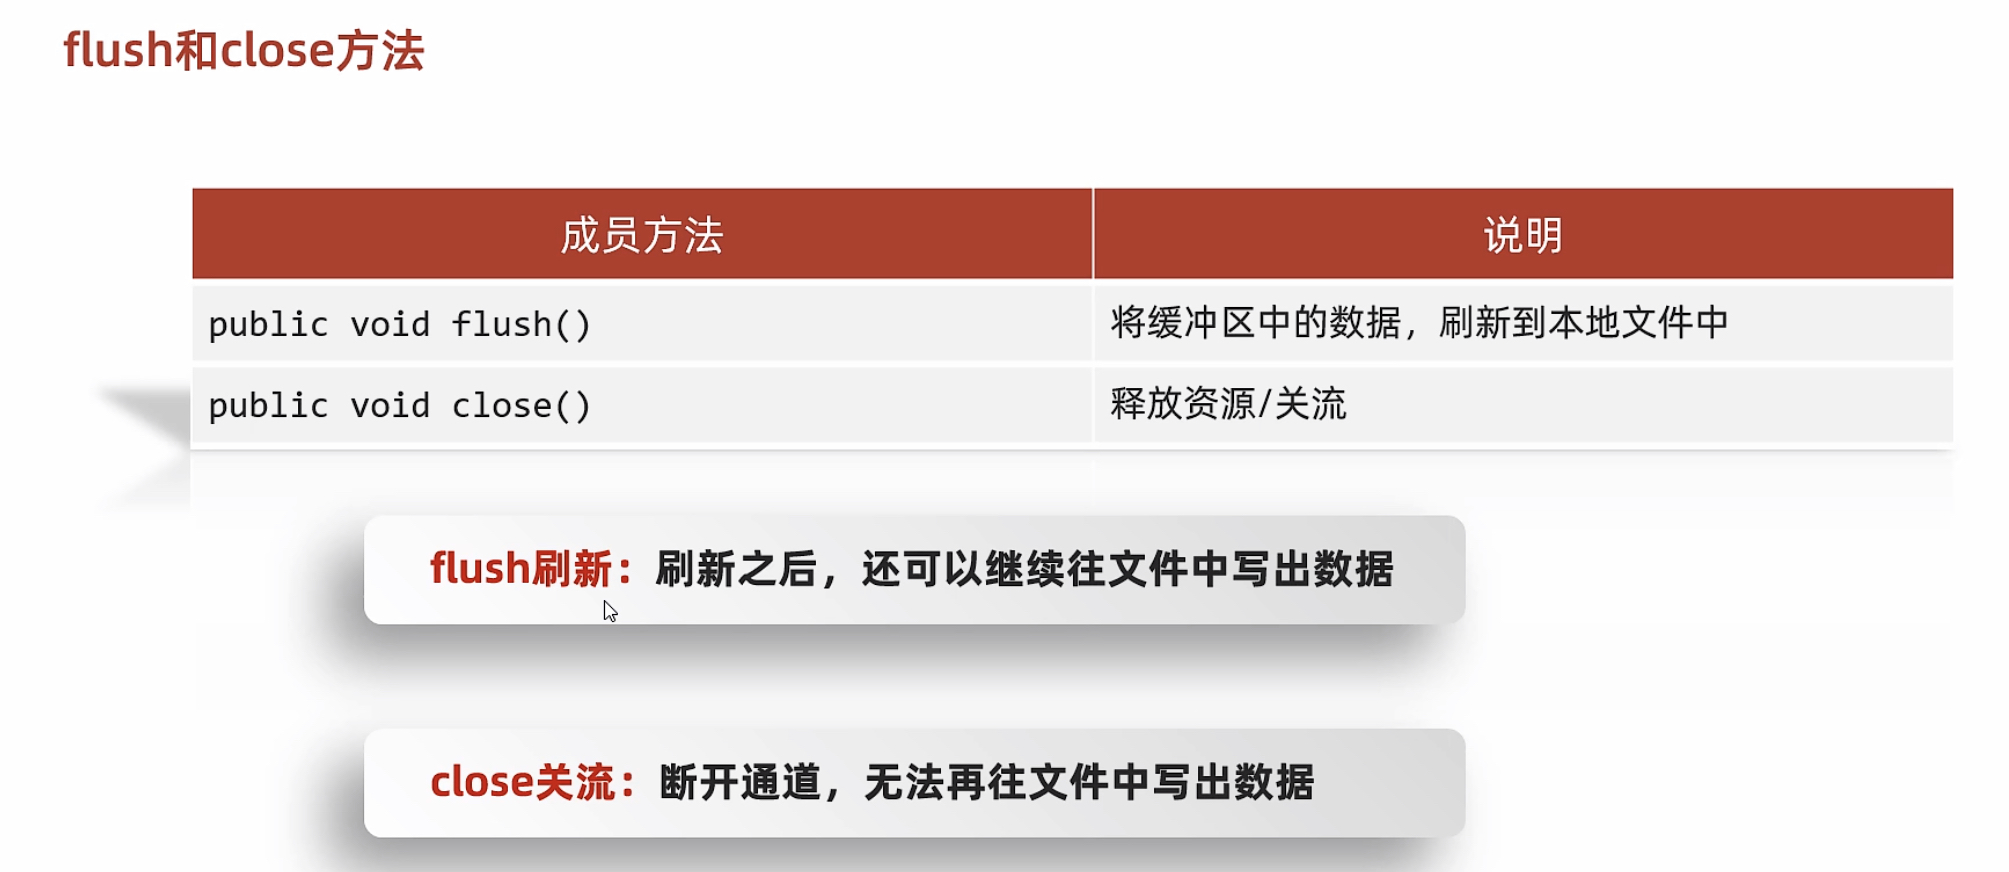 flush和close方法
成员方法 说明
public void flush() 将缓冲区中的数据，刷新到本地文件中
public void close() 释放资源/关流
flush刷新：刷新之后，还可以继续往文件中写出数据
close关流：断开通道，无法再往文件中写出数据